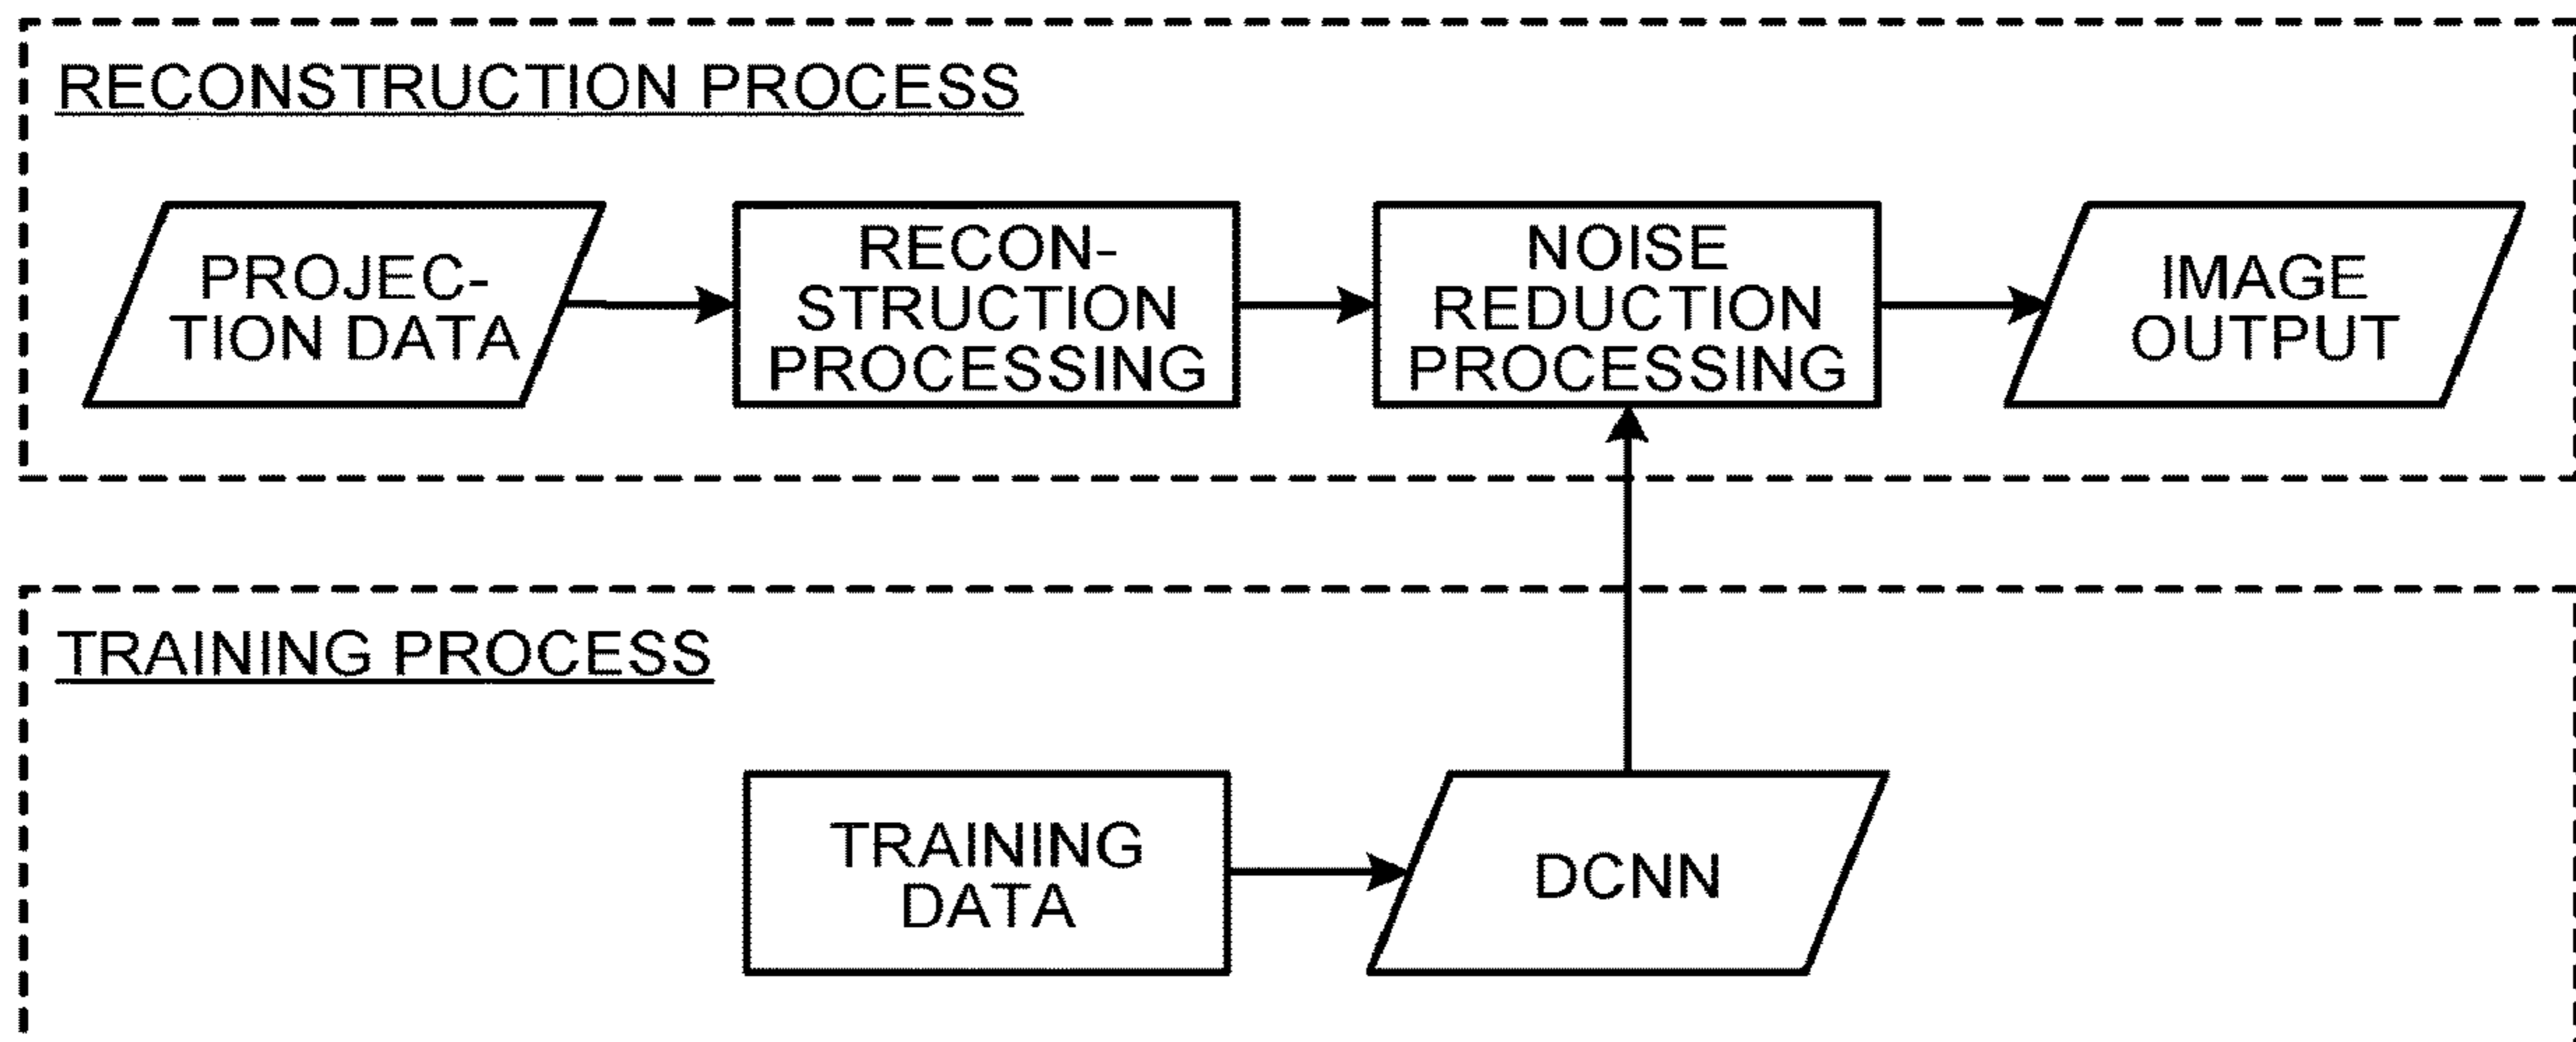 RECONSTRUCTION PROCESS
PROJEC-
TION DATA
RECON-
STRUCTION
PROCESSING
NOISE
REDUCTION
PROCESSING
IMAGE
OUTPUT
TRAINING PROCESS
TRAINING
DATA
DCNN